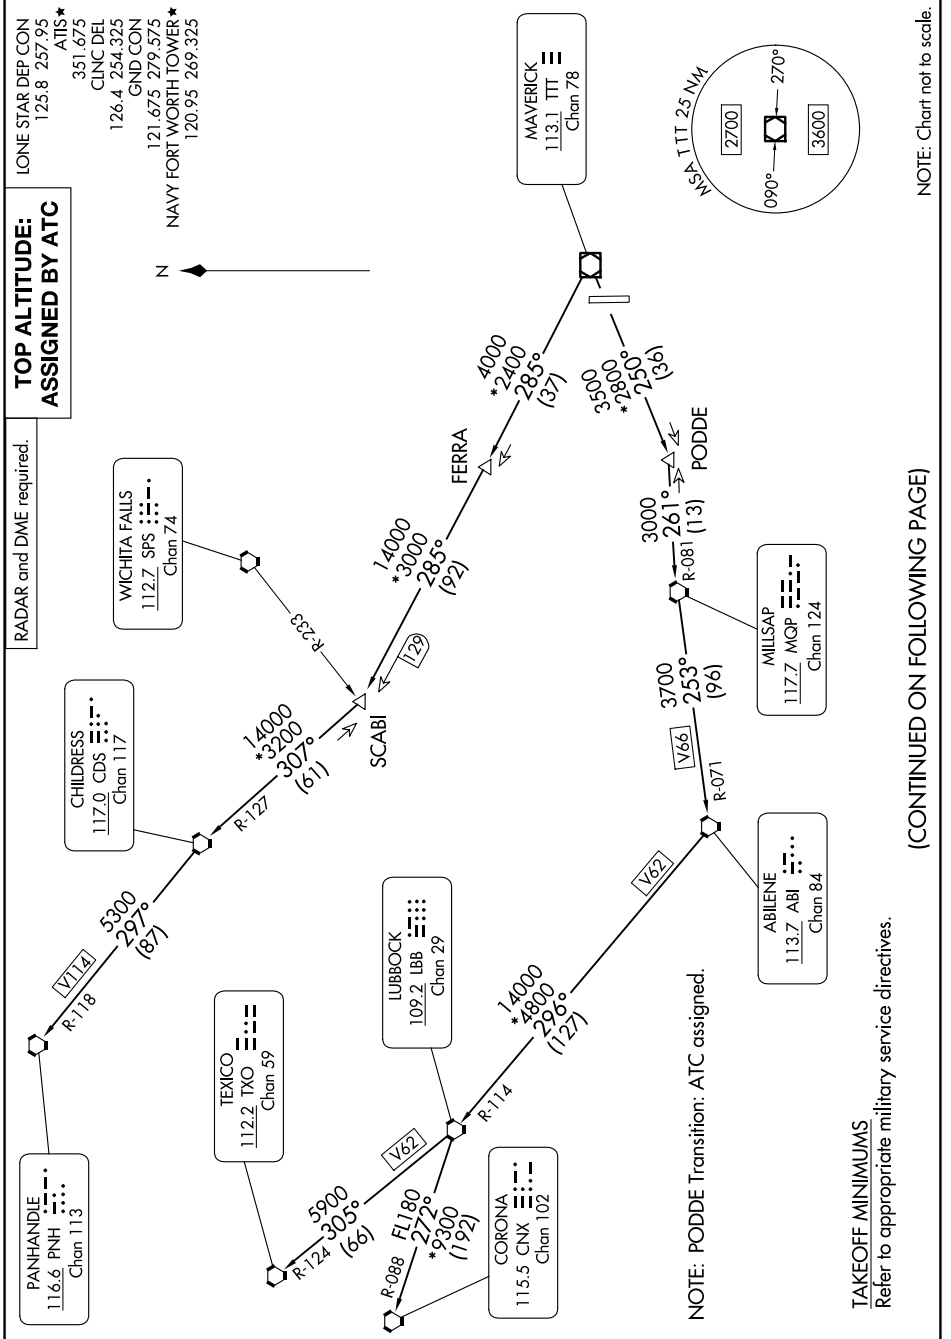 LONE STAR DEP CON
125.8 257.95
ATIS★
351.675
CLNC DEL
126.4 254.325
GND CON
121.675 279.575
NAVY FORT WORTH TOWER★
120.95 269.325
TOP ALTITUDE:
ASSIGNED BY ATC
RADAR and DME required.
N
MAVERICK
113.1 TTT
Chan 78
MSA TTT 25 NM
2700
090°
270°
3600
NOTE: Chart not to scale.
4000
*2400
285°
(37)
FERRA
3500
*2800
250°
(36)
PODDE
3000
261°
(13)
R-081
14000
*3000
285°
(92)
129
WICHITA FALLS
112.7 SPS
Chan 74
R-233
SCABI
14000
*3200
307°
(61)
R-127
CHILDRESS
117.0 CDS
Chan 117
5300
297°
(87)
V114
R-118
PANHANDLE
116.6 PNH
Chan 113
MILLSAP
117.7 MQP
Chan 124
3700
253°
(96)
V66
R-071
ABILENE
113.7 ABI
Chan 84
V62
14000
*4800
296°
(127)
R-114
LUBBOCK
109.2 LBB
Chan 29
TEXICO
112.2 TXO
Chan 59
V62
5900
305°
(66)
R-124
FL180
272°
*9300
(192)
R-088
CORONA
115.5 CNX
Chan 102
NOTE: PODDE Transition: ATC assigned.
TAKEOFF MINIMUMS
Refer to appropriate military service directives.
(CONTINUED ON FOLLOWING PAGE)